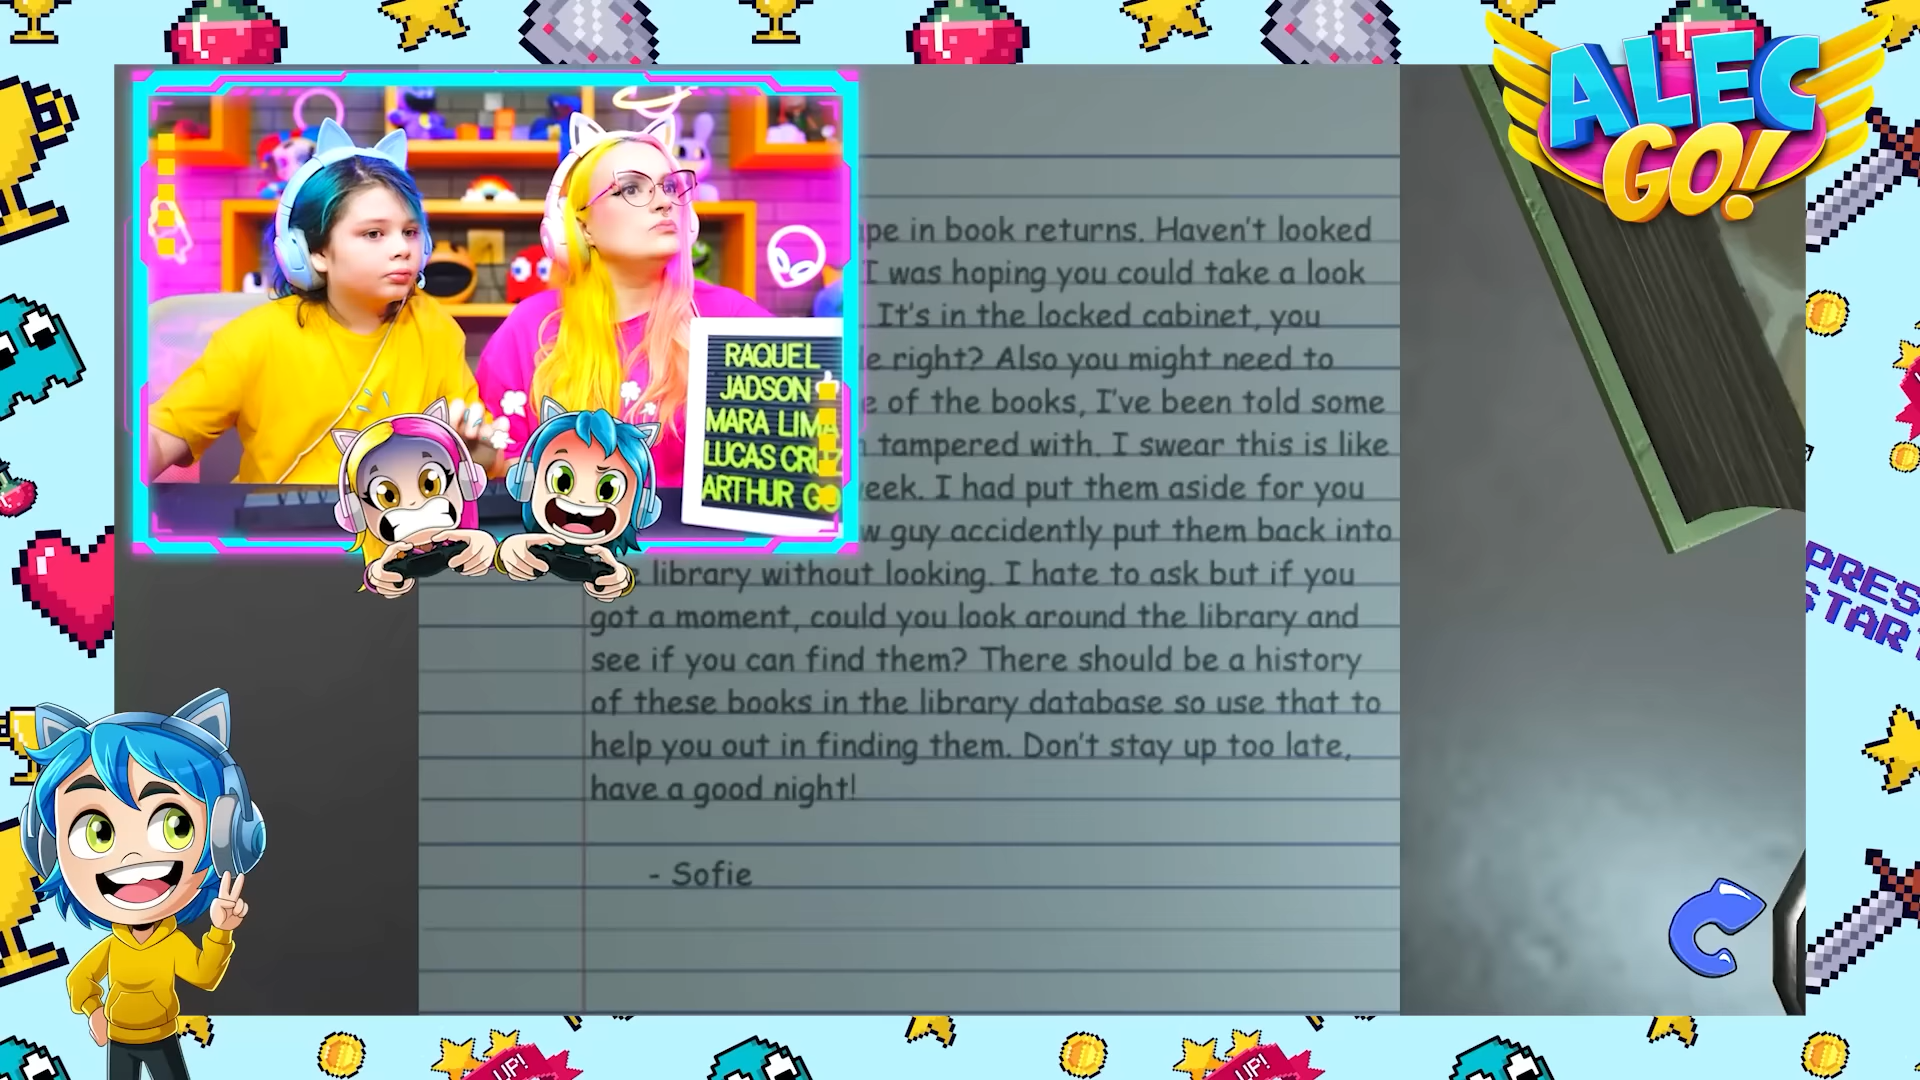 ALEC
GO!
in book returns. Haven't looked
I was hoping you could take a look
It's in the locked cabinet, you
right? Also you might need to
of the books, I've been told some
tampered with. I swear this is like
I had put them aside for you
guy accidently put them back into
library without looking. I hate to ask but if you
got a moment, could you look around the library and
see if you can find them? There should be a history
of these books in the library database so use that to
help you out in finding them. Don't stay up too late,
have a good night!
- Sofie
RAQUEL
JADSON
MARA LIMA
LUCAS CRUZ
ARTHUR
PRESS
START
UP!
UP!